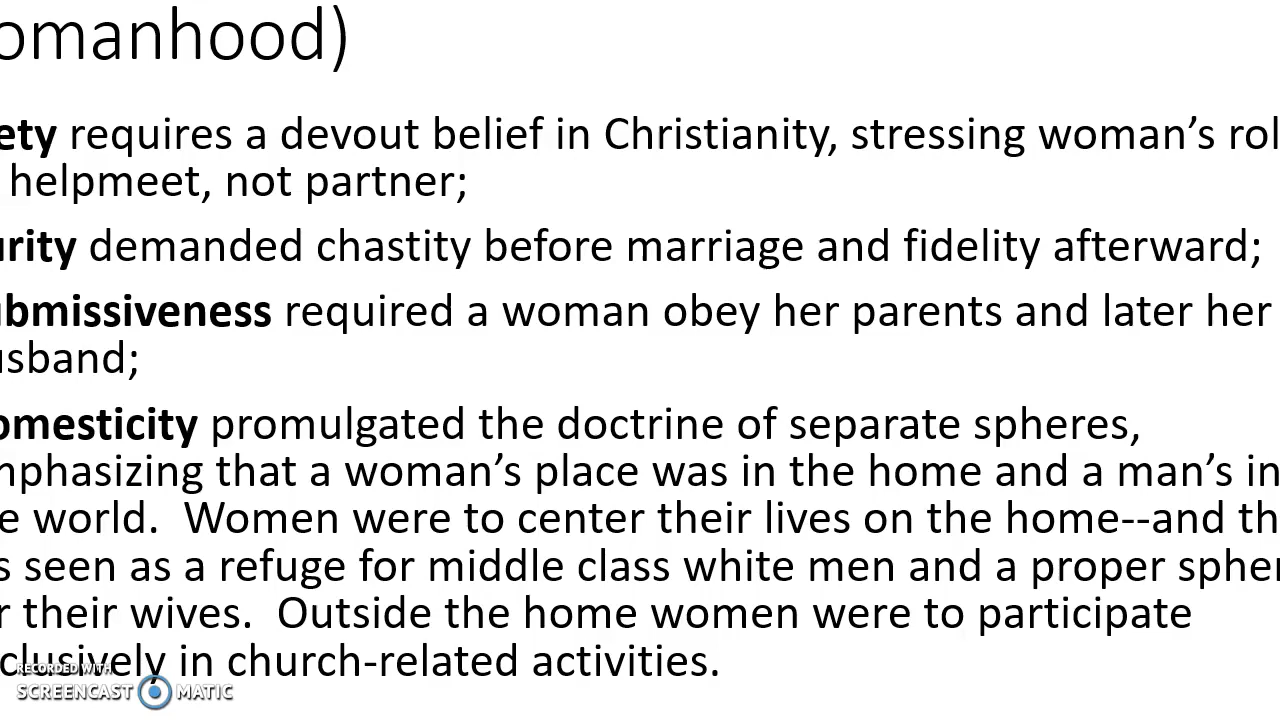 omanhood)
ety requires a devout belief in Christianity, stressing woman’s rol
helpmeet, not partner;
urity demanded chastity before marriage and fidelity afterward;
ubmissiveness required a woman obey her parents and later her
usband;
omesticity promulgated the doctrine of separate spheres,
mphasizing that a woman’s place was in the home and a man’s in
e world.  Women were to center their lives on the home--and th
s seen as a refuge for middle class white men and a proper spher
r their wives.  Outside the home women were to participate
clusively in church-related activities.
RECORDED WITH
SCREENCAST MATIC